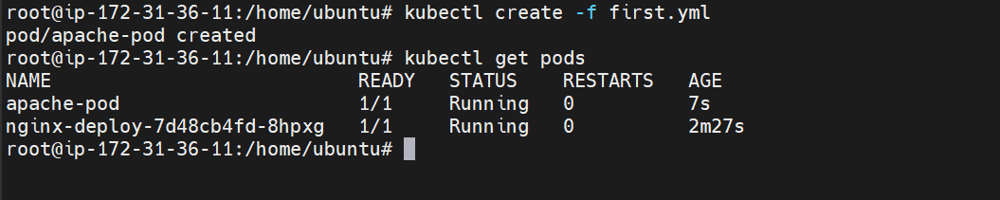 root@ip-172-31-36-11:/home/ubuntu# kubectl create -f first.yml
pod/apache-pod created
root@ip-172-31-36-11:/home/ubuntu# kubectl get pods
NAME                           READY   STATUS    RESTARTS   AGE
apache-pod                     1/1     Running   0          7s
nginx-deploy-7d48cb4fd-8hpxg   1/1     Running   0          2m27s
root@ip-172-31-36-11:/home/ubuntu#